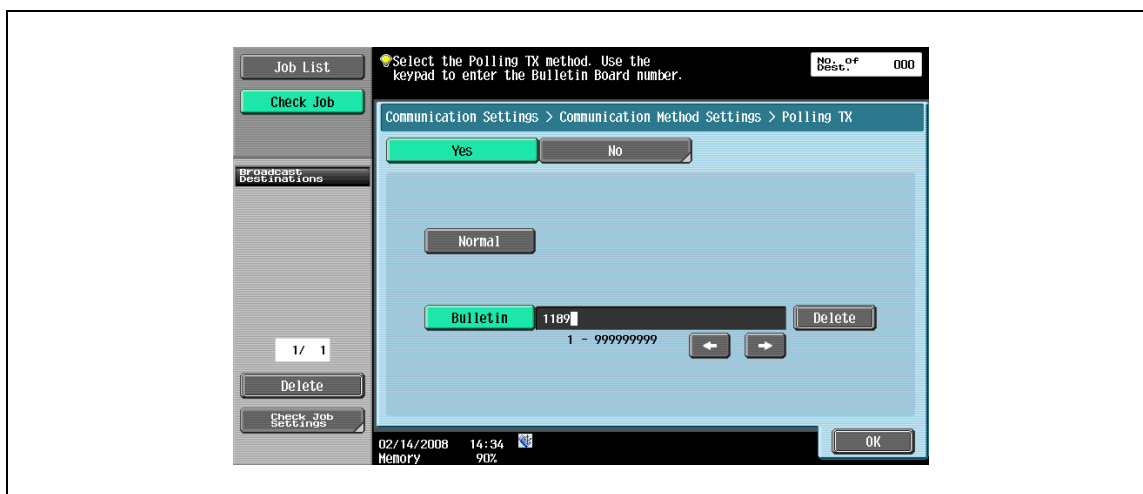 Job List
Check Job
Select the Polling TX method. Use the
keypad to enter the Bulletin Board number.
No. of
Dest.
000
Communication Settings > Communication Method Settings > Polling TX
Yes
No
Broadcast
Destinations
Normal
Bulletin
1189
Delete
1 - 999999999
1/ 1
Delete
Check Job
Settings
02/14/2008 14:34
Memory 90%
OK